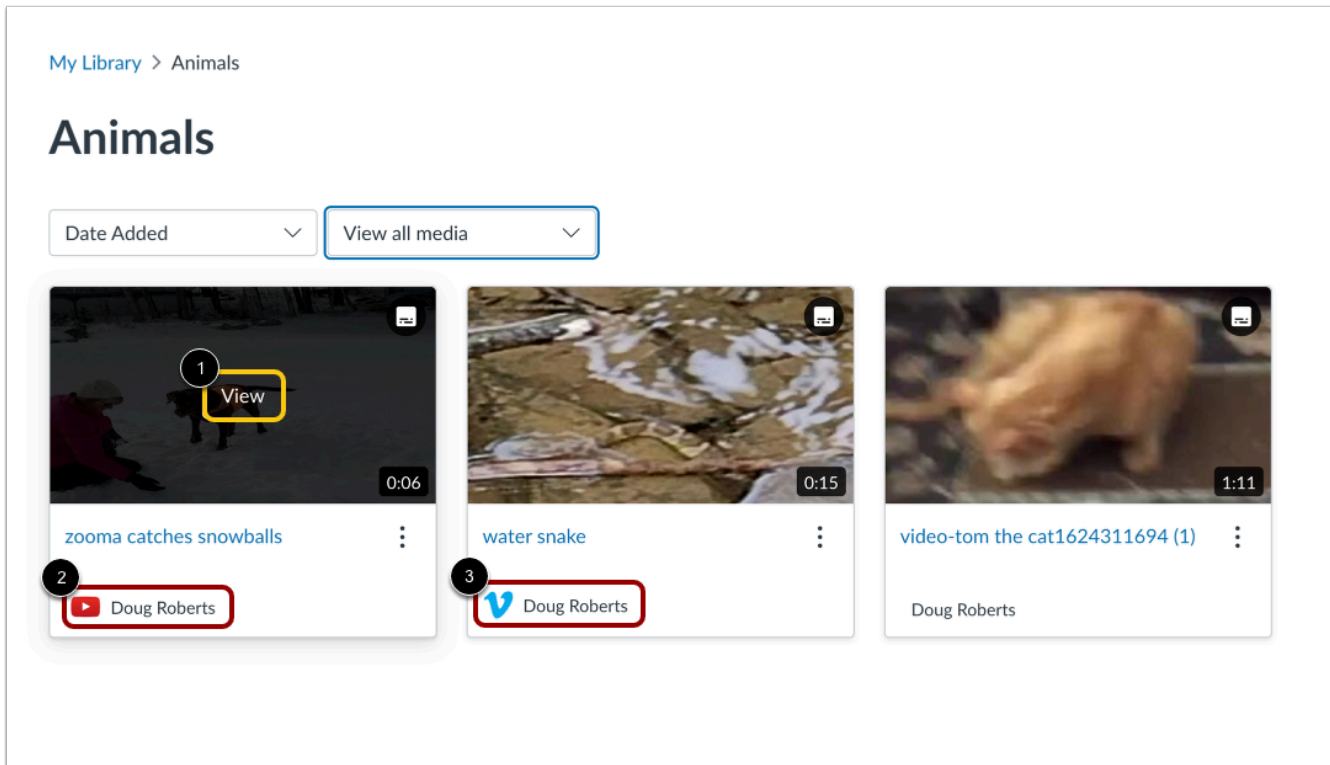 My Library > Animals
Animals
Date Added
View all media
1
View
0:06
0:15
1:11
zooma catches snowballs
water snake
video-tom the cat1624311694 (1)
2
Doug Roberts
3
Doug Roberts
Doug Roberts